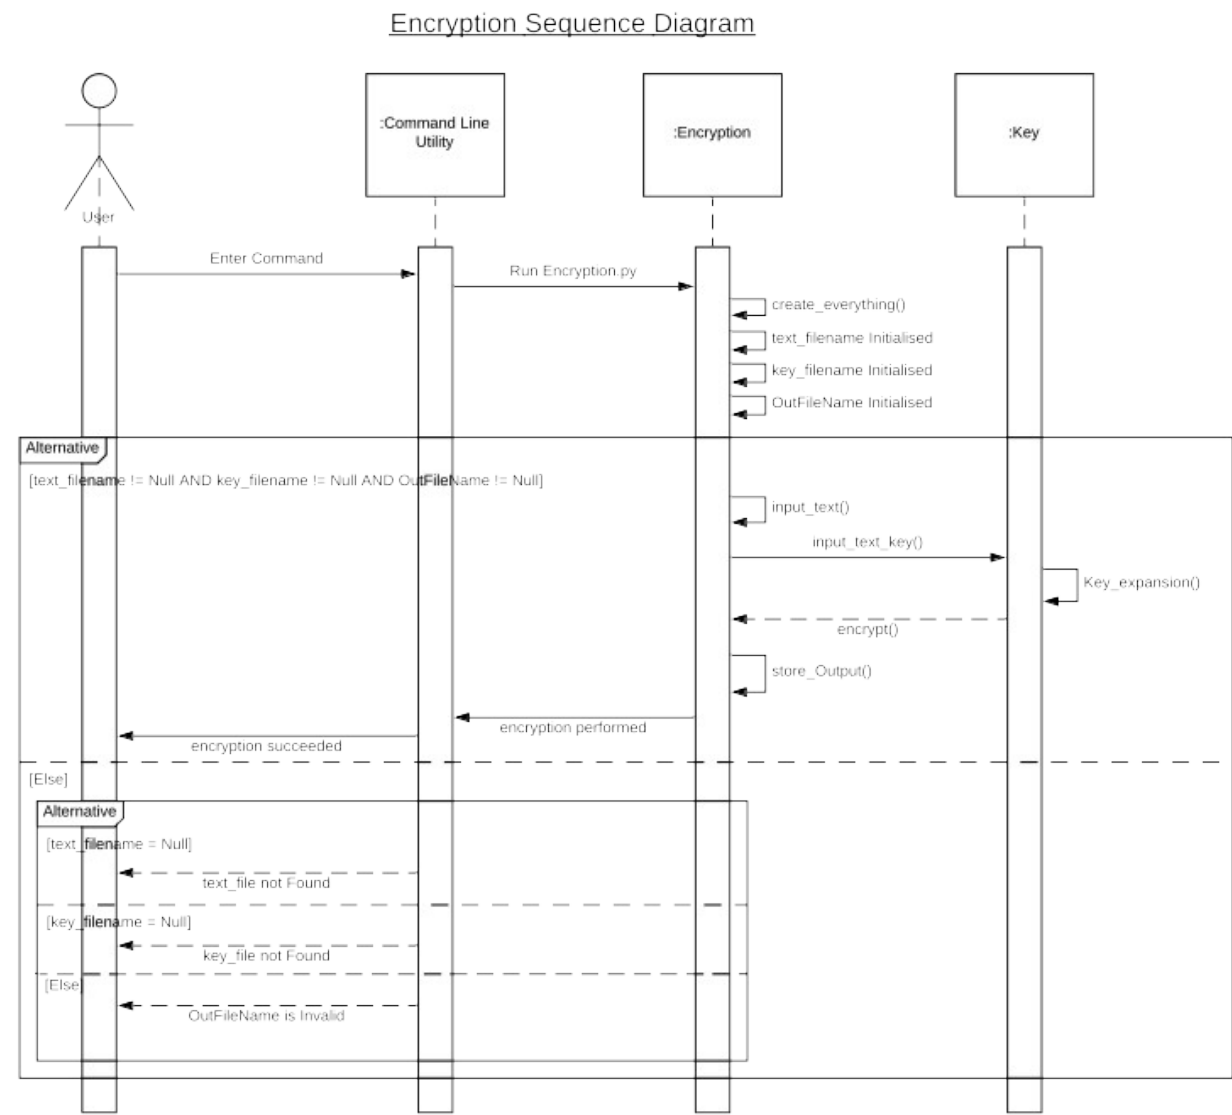 Encryption Sequence Diagram
:Command Line
Utility
:Encryption
:Key
User
Enter Command
Run Encryption.py
create_everything()
text_filename Initialised
key_filename Initialised
OutFileName Initialised
Alternative
[text_filename != Null AND key_filename != Null AND OutFileName != Null]
input_text()
input_text_key()
Key_expansion()
encrypt()
store_Output()
encryption performed
encryption succeeded
[Else]
Alternative
[text_filename = Null]
text_file not Found
[key_filename = Null]
key_file not Found
[Else]
OutFileName is Invalid